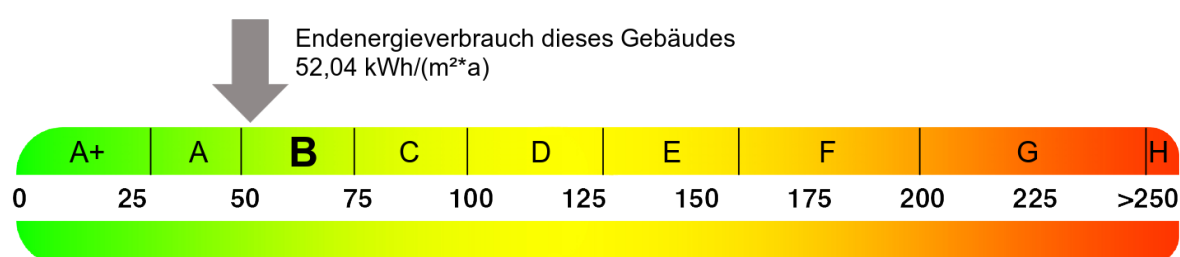 Endenergieverbrauch dieses Gebäudes
52,04 kWh/(m²*a)
A+ A B C D E F G H
0 25 50 75 100 125 150 175 200 225 >250